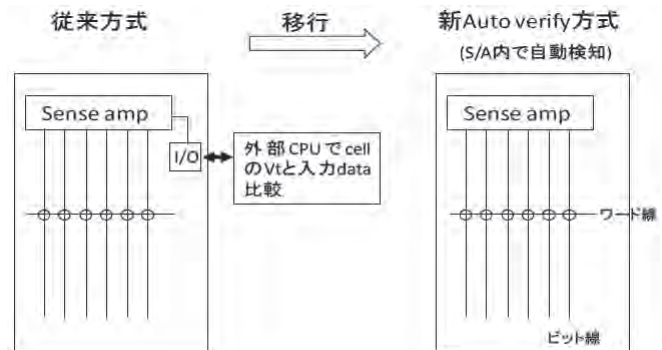 従来方式
移行
新Auto verify方式
(S/A内で自動検知)
Sense amp
I/O
外部CPUでcell
のVtと入力data
比較
Sense amp
ワード線
ビット線